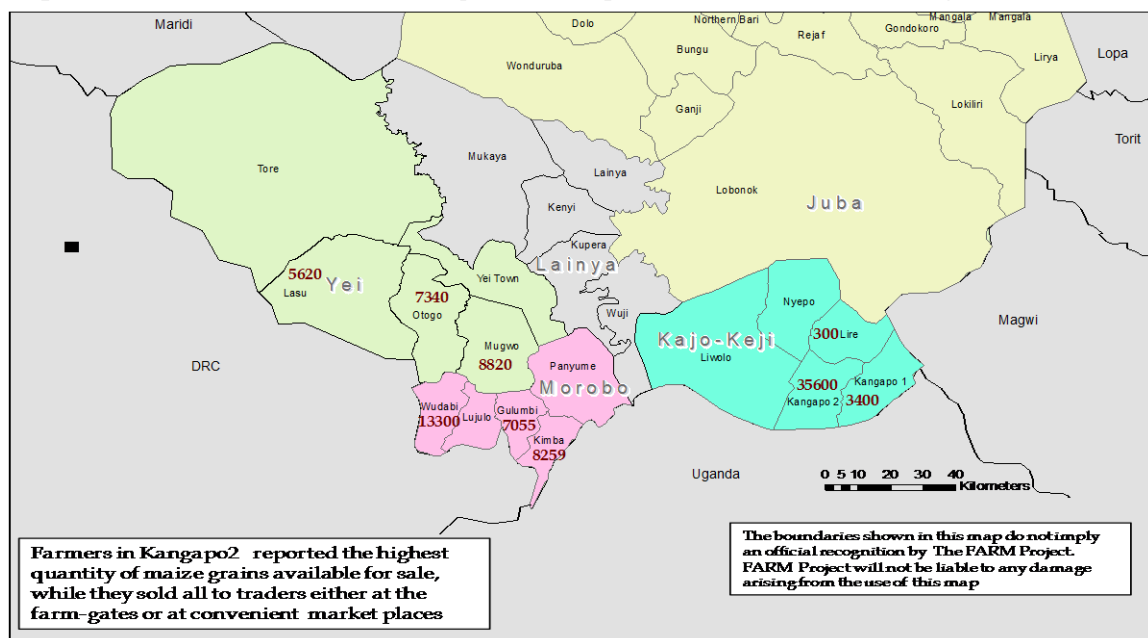 Maridi
Dolo
Northern Bari
Rejaf
Mangala
Mangala
Gondokoro
Bungu
Wonduruba
Lirya
Lopa
Ganji
Lokiliri
Torit
Mukaya
Lainya
Tore
Lobonok
Juba
Kenyi
Kupera
Lainya
5620
Yei
Lasu
Yei Town
7340
Otogo
Nyepo
Wuji
Magwi
300 Lire
Kajo-Keji
Liwolo
Mugwo
8820
DRC
Panyume
Morobo
35600
Kangapo 1
Kangapo 2
3400
Wudabi
13300
Lujulo
Gulumbi
7055
Kimba
8259
Uganda
0 5 10 20 30 40
Kilometers
Farmers in Kangapo2 reported the highest
quantity of maize grains available for sale,
while they sold all to traders either at the
farm-gates or at convenient market places
The boundaries shown in this map do not imply
an official recognition by The FARM Project.
FARM Project will not be liable to any damage
arising from the use of this map